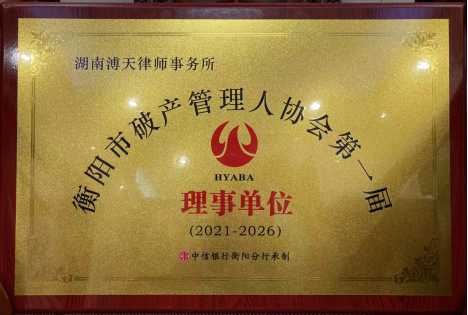 湖南溥天律师事务所
衡阳市破产管理人协会第一届
HYABA
理事单位
(2021-2026)
中信银行衡阳分行承制